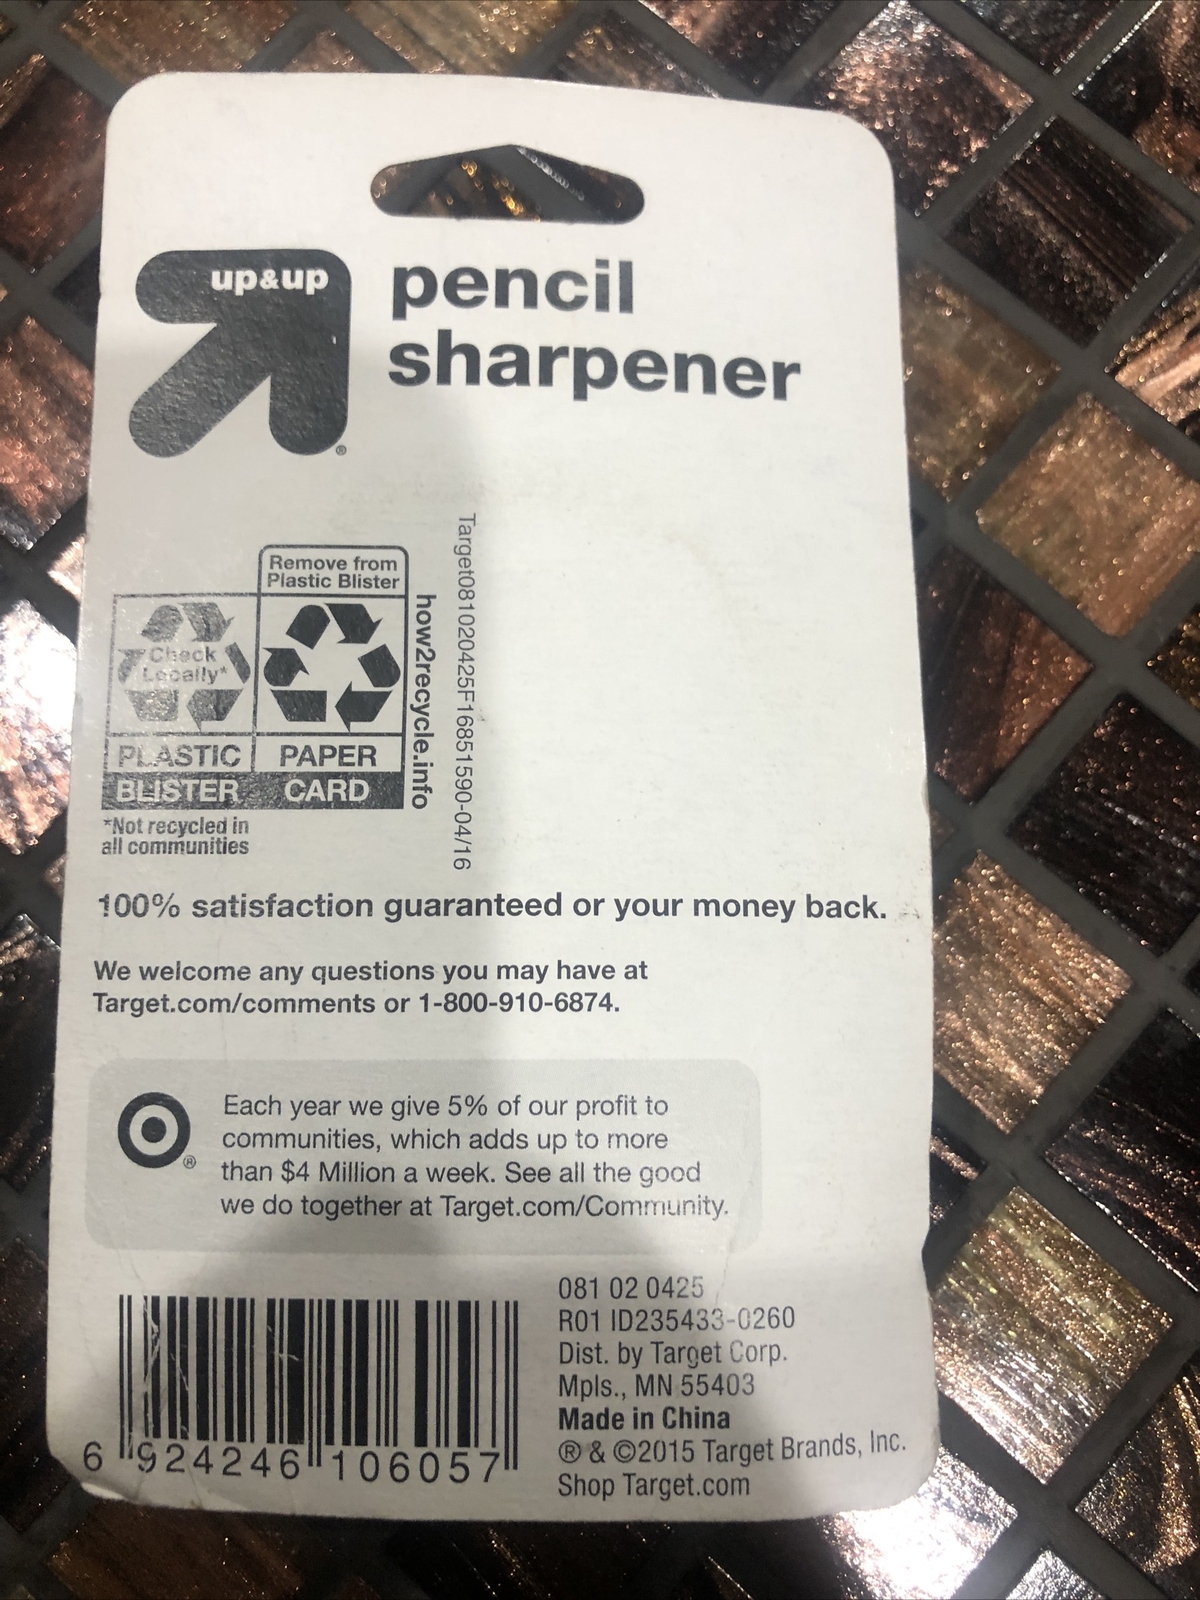 up&up®
pencil
sharpener
Remove from
Plastic Blister
Check
Locally*
PLASTIC
BLISTER
PAPER
CARD
how2recycle.info
*Not recycled in
all communities
Target081020425F16851590-04/16
100% satisfaction guaranteed or your money back.
We welcome any questions you may have at
Target.com/comments or 1-800-910-6874.
®
Each year we give 5% of our profit to
communities, which adds up to more
than $4 Million a week. See all the good
we do together at Target.com/Community.
6 924246 106057
081 02 0425
R01 ID235433-0260
Dist. by Target Corp.
Mpls., MN 55403
Made in China
® & ©2015 Target Brands, Inc.
Shop Target.com